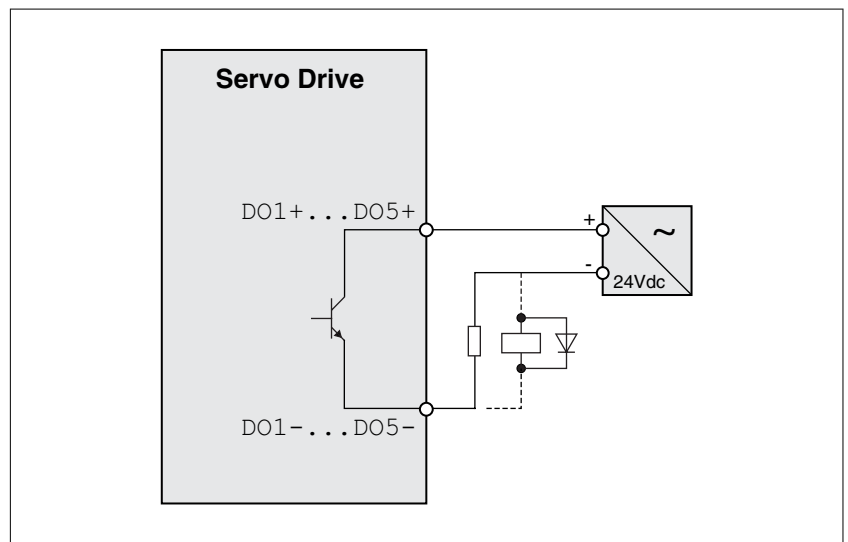 Servo Drive
DO1+...DO5+
+
~
-
24Vdc
DO1-...DO5-